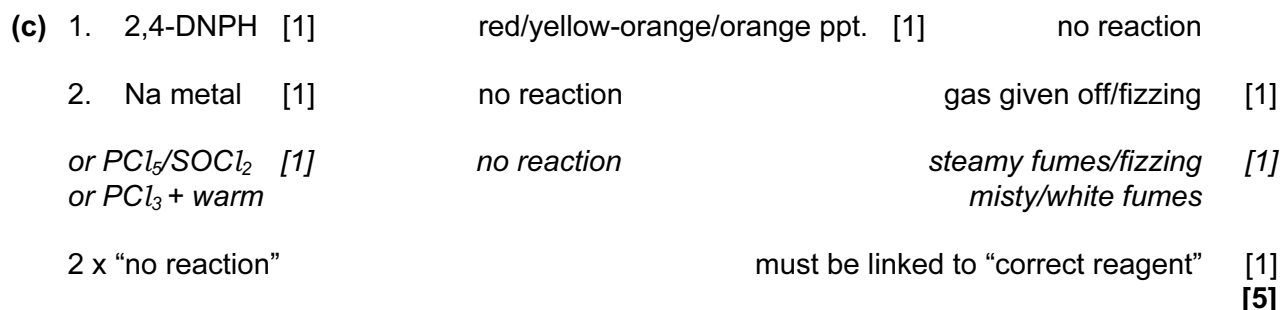 (c) 1. 2,4-DNPH [1] red/yellow-orange/orange ppt. [1] no reaction
2. Na metal [1] no reaction gas given off/fizzing [1]
or PCl5/SOCl2 [1] no reaction steamy fumes/fizzing [1]
or PCl3 + warm misty/white fumes
2 x “no reaction” must be linked to “correct reagent” [1]
[5]